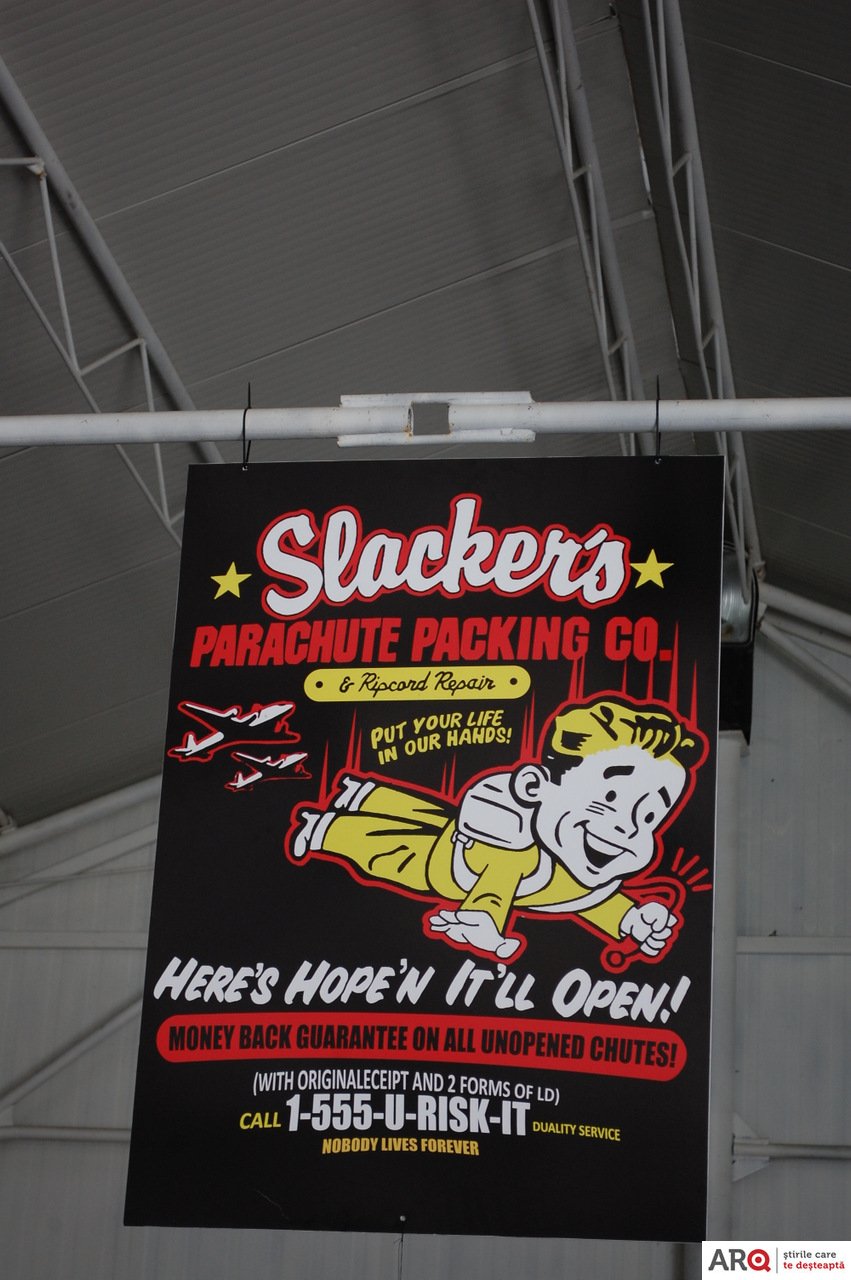 Slacker's
PARACHUTE PACKING CO.
& Ripcord Repair
PUT YOUR LIFE
IN OUR HANDS!
HERE'S HOPE'N IT'LL OPEN!
MONEY BACK GUARANTEE ON ALL UNOPENED CHUTES!
(WITH ORIGINALECEIPT AND 2 FORMS OF LD)
CALL 1-555-U-RISK-IT DUALITY SERVICE
NOBODY LIVES FOREVER
ARQ știrile care
te deșteaptă